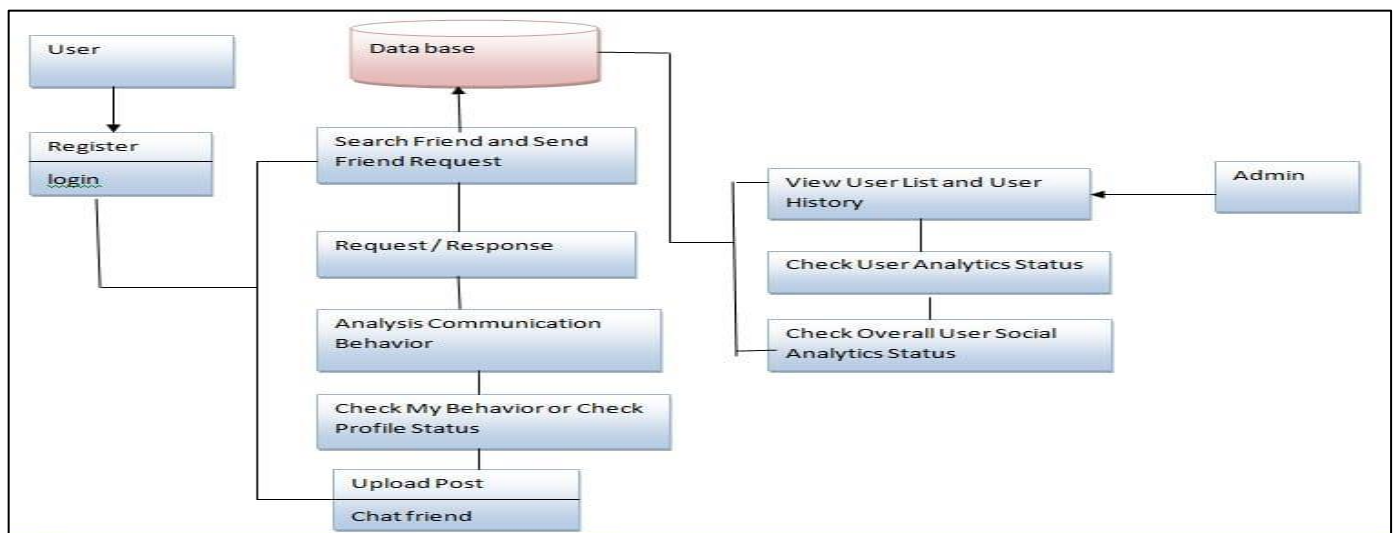 User
Register
login
Data base
Search Friend and Send
Friend Request
Request / Response
Analysis Communication
Behavior
Check My Behavior or Check
Profile Status
Upload Post
Chat friend
View User List and User
History
Check User Analytics Status
Check Overall User Social
Analytics Status
Admin